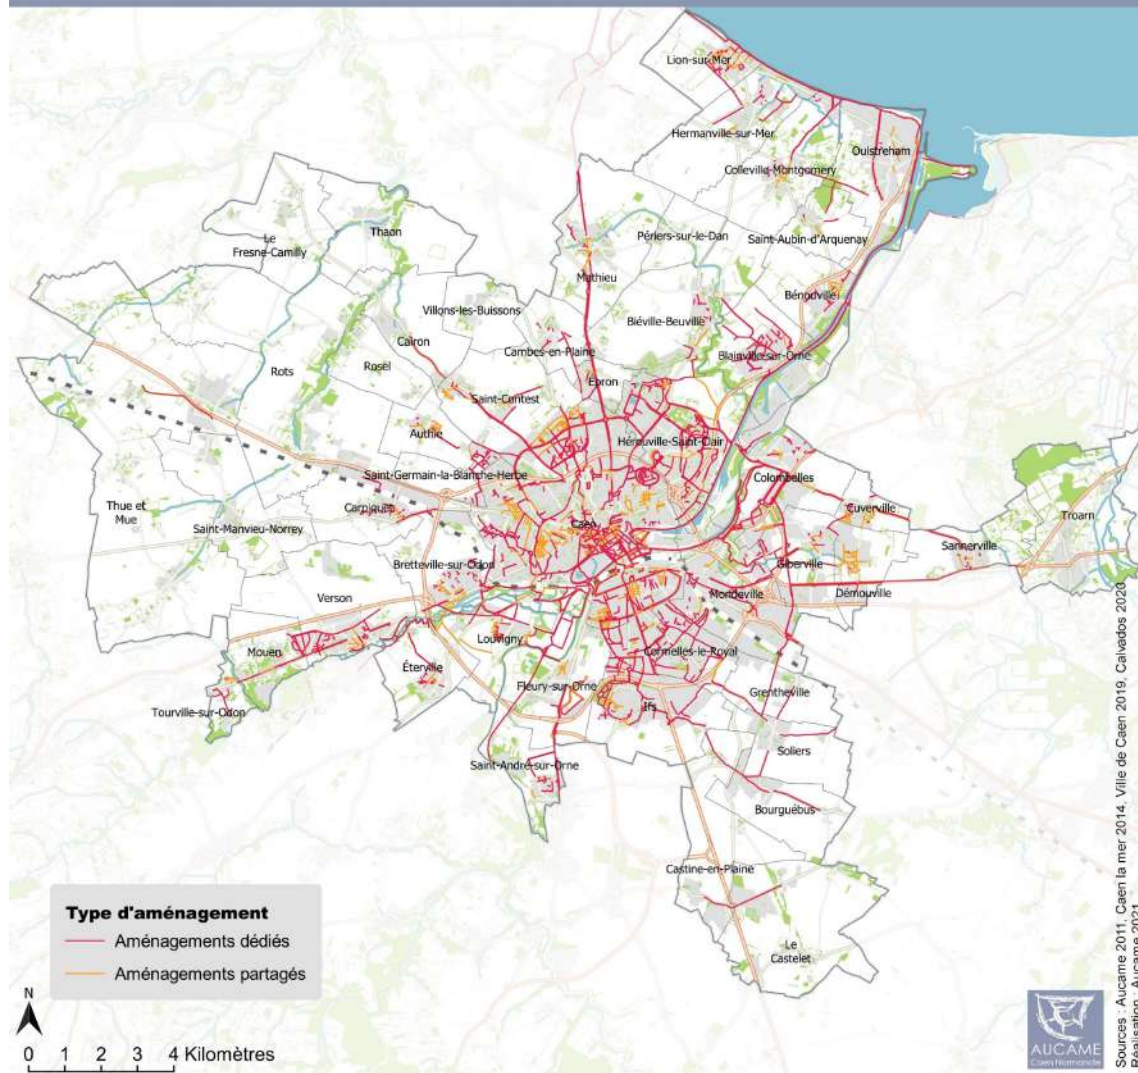 Lion-sur-Mer
Hermanville-sur-Mer
Ouistreham
Colleville-Montgomery
Saint-Aubin-d'Arquenay
Périers-sur-le-Dan
Le
Fresne-Camilly
Thaon
Mathieu
Bénouville
Villons-les-Buissons
Biéville-Beuville
Cairon
Cambes-en-Plaine
Blainville-sur-Orne
Rots
Rosel
Epron
Saint-Contest
Authie
Hérouville-Saint-Clair
Saint-Germain-la-Blanche-Herbe
Colombelles
Thue et
Mue
Carpiquet
Cuverville
Troarn
Saint-Manvieu-Norrey
Caen
Sannerville
Bretteville-sur-Odon
Giberville
Verson
Mondeville
Démouville
Louvigny
Mouen
Cormelles-le-Royal
Éterville
Fleury-sur-Orne
Grentheville
Tourville-sur-Odon
Ifs
Soliers
Saint-André-sur-Orne
Bourguébus
Castine-en-Plaine
Le
Castelet
Type d'aménagement
Aménagements dédiés
Aménagements partagés
N
0 1 2 3 4 Kilomètres
AUCAME
Caen Normandie
Sources : Aucame 2011, Caen la mer 2014, Ville de Caen 2019, Calvados 2020
Réalisation : Aucame 2021